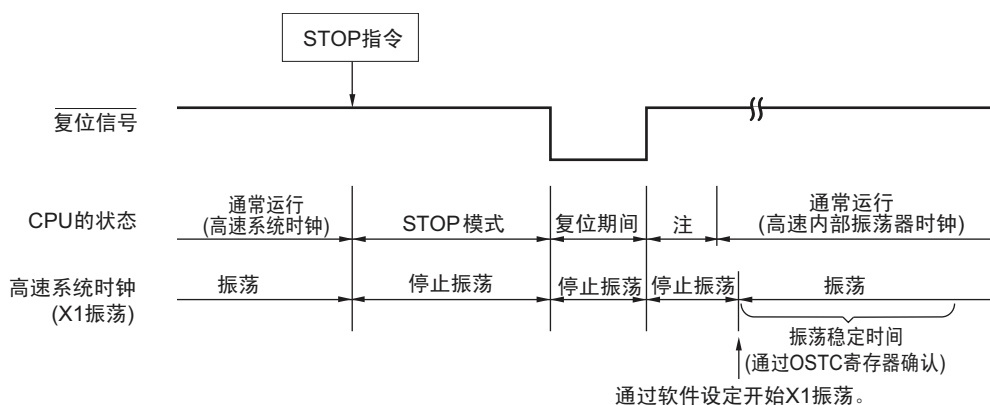 STOP指令
复位信号
CPU的状态
通常运行
(高速系统时钟)
STOP模式
复位期间
注
通常运行
(高速内部振荡器时钟)
高速系统时钟
(X1振荡)
振荡
停止振荡
停止振荡
停止振荡
振荡
振荡稳定时间
(通过OSTC寄存器确认)
通过软件设定开始X1振荡。